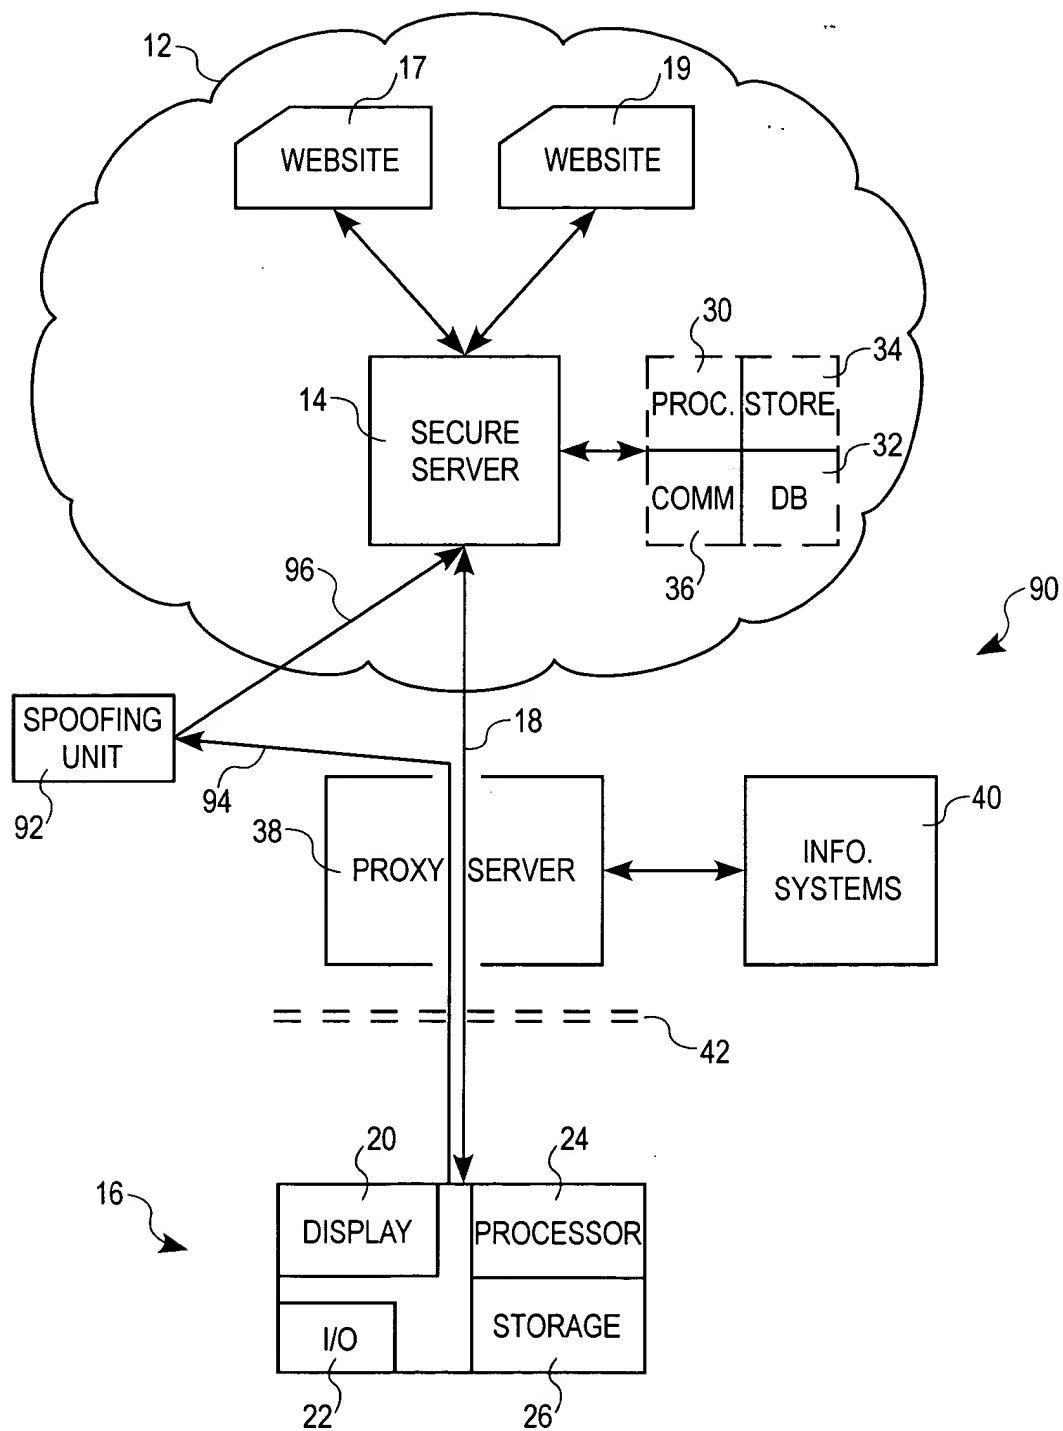 12
17
19
WEBSITE
WEBSITE
30
34
14
PROC.
STORE
SECURE
SERVER
32
COMM
DB
96
36
90
SPOOFING
UNIT
18
94
92
38
40
PROXY SERVER
INFO.
SYSTEMS
42
20
24
16
DISPLAY
PROCESSOR
I/O
STORAGE
22
26